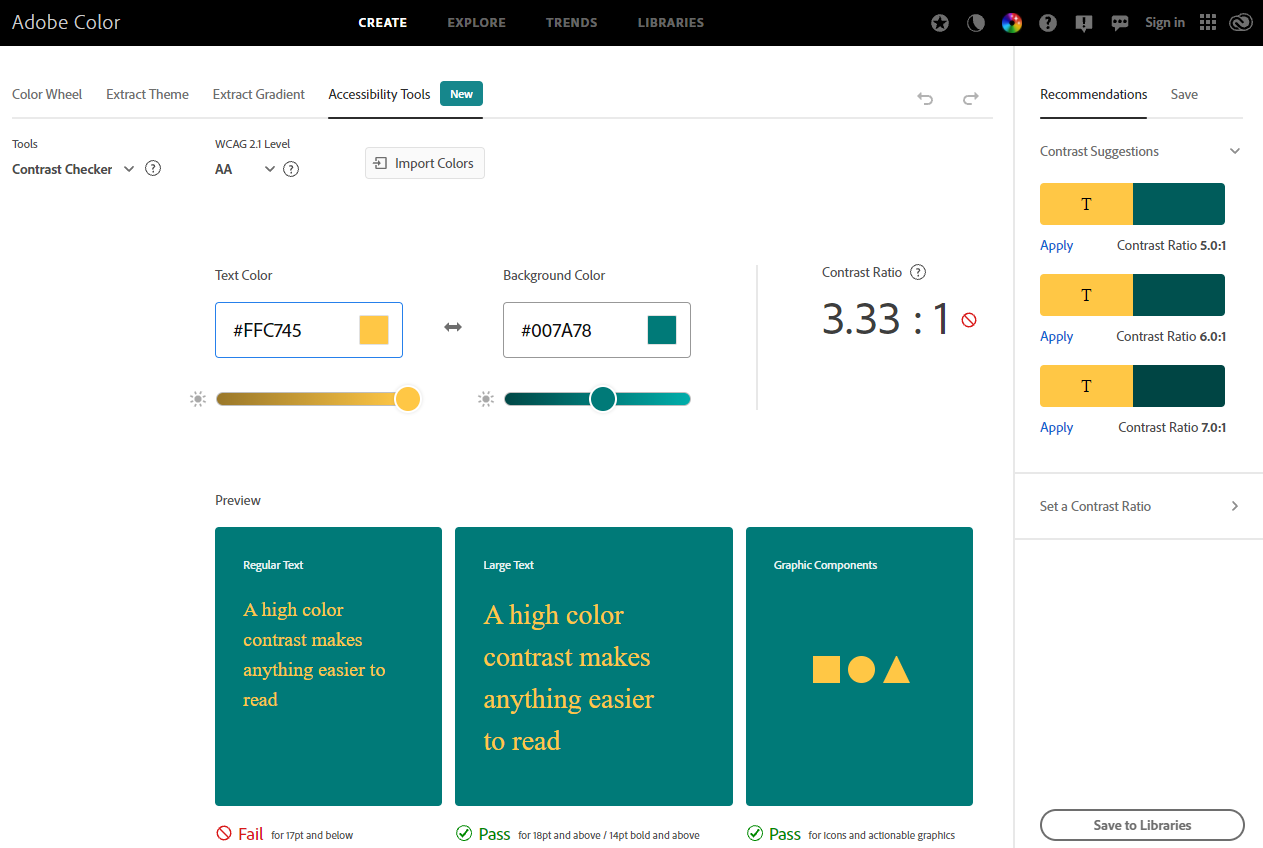 Adobe Color
CREATE
EXPLORE
TRENDS
LIBRARIES
Sign in
Color Wheel
Extract Theme
Extract Gradient
Accessibility Tools
New
Recommendations
Save
Tools
Contrast Checker
WCAG 2.1 Level
AA
Import Colors
Contrast Suggestions
T
Apply
Contrast Ratio 5.0:1
T
Apply
Contrast Ratio 6.0:1
T
Apply
Contrast Ratio 7.0:1
Set a Contrast Ratio
Text Color
#FFC745
Background Color
#007A78
Contrast Ratio
3.33 : 1
Preview
Regular Text
A high color
contrast makes
anything easier to
read
Fail for 17pt and below
Large Text
A high color
contrast makes
anything easier
to read
Pass for 18pt and above / 14pt bold and above
Graphic Components
Pass for icons and actionable graphics
Save to Libraries